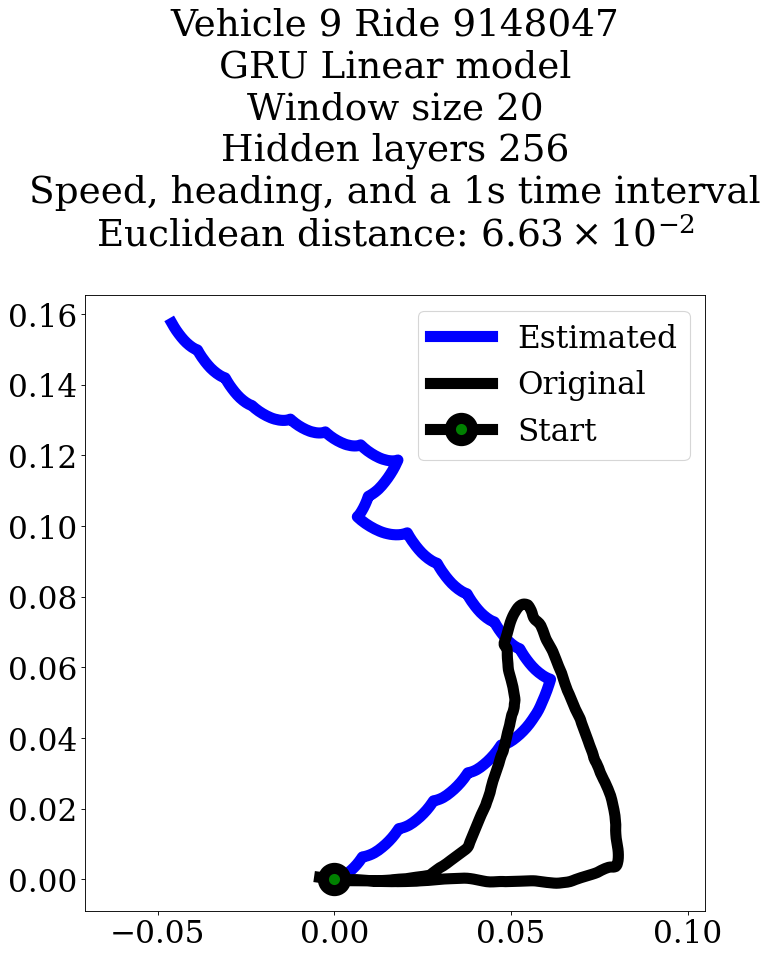 Vehicle 9 Ride 9148047
GRU Linear model
Window size 20
Hidden layers 256
Speed, heading, and a 1s time interval
Euclidean distance: 6.63 × 10⁻²
Estimated
Original
Start
0.16
0.14
0.12
0.10
0.08
0.06
0.04
0.02
0.00
−0.05 0.00 0.05 0.10